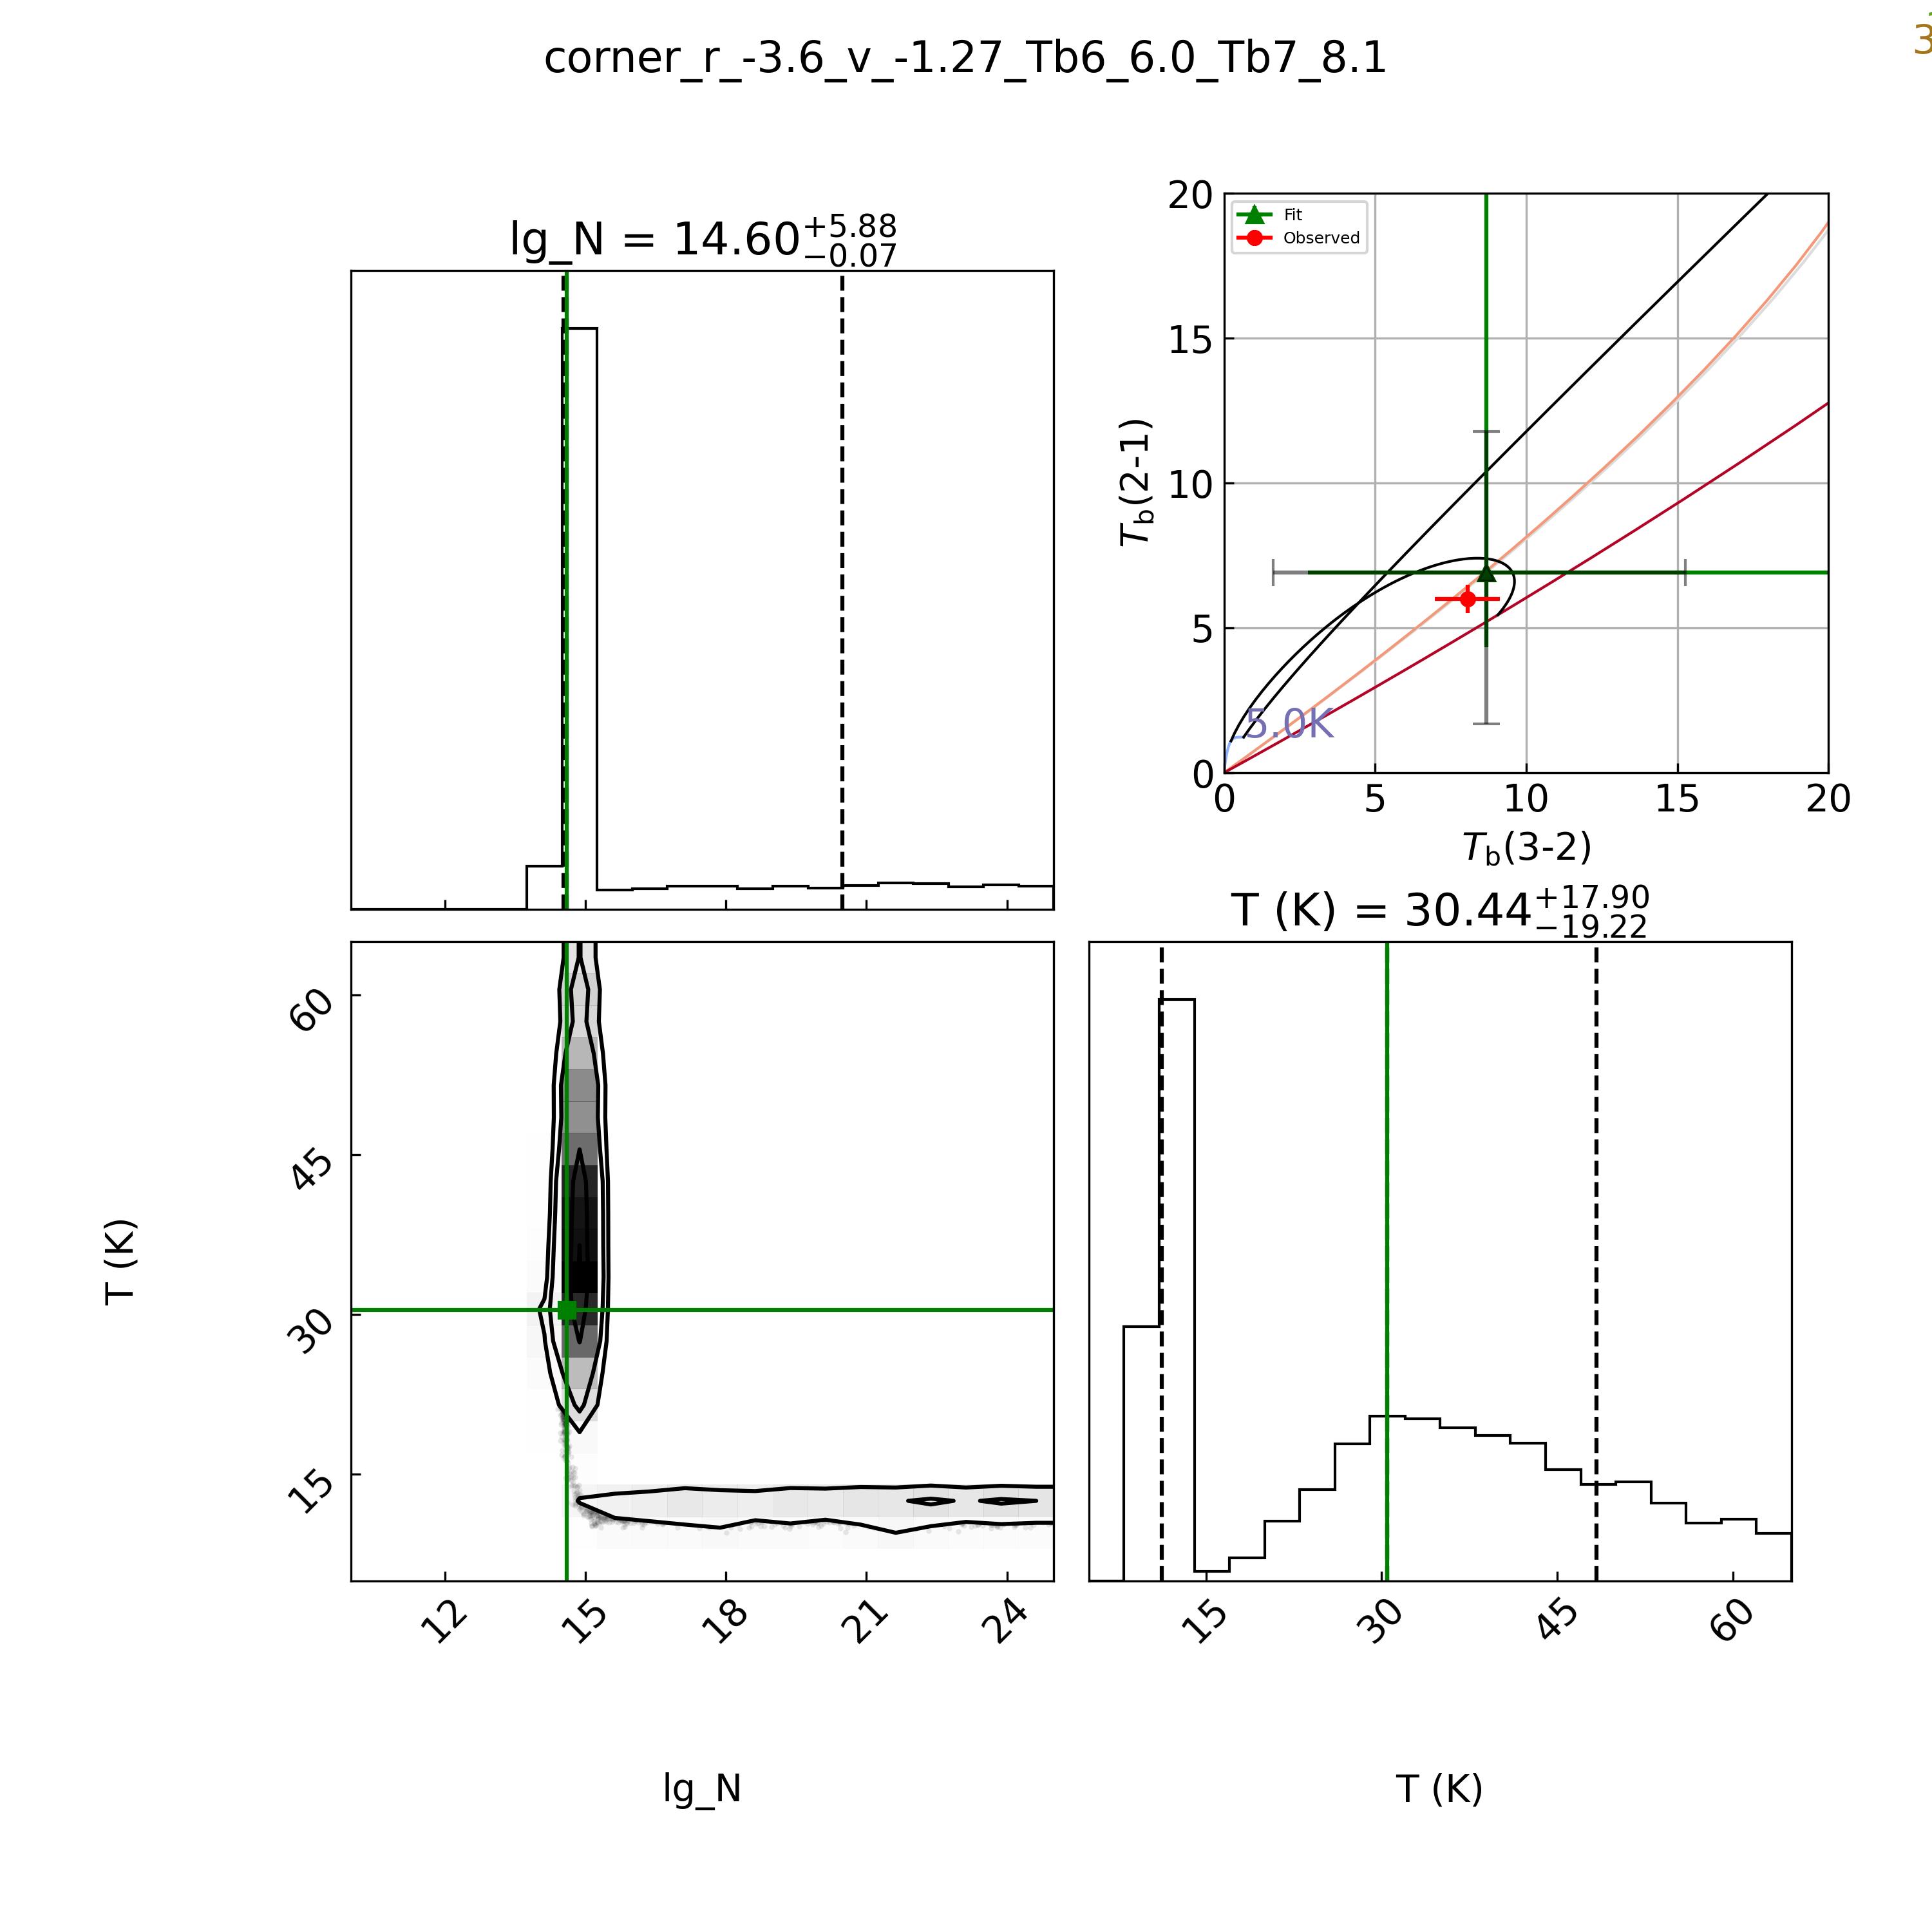 corner_r_-3.6_v_-1.27_Tb6_6.0_Tb7_8.1
3
lg_N = 14.60+5.88−0.07
20
15
10
5
0
Tb(2-1)
Fit
Observed
5.0K
0 5 10 15 20
Tb(3-2)
T (K) = 30.44+17.90−19.22
60
45
30
15
T (K)
12 15 18 21 24
lg_N
15 30 45 60
T (K)